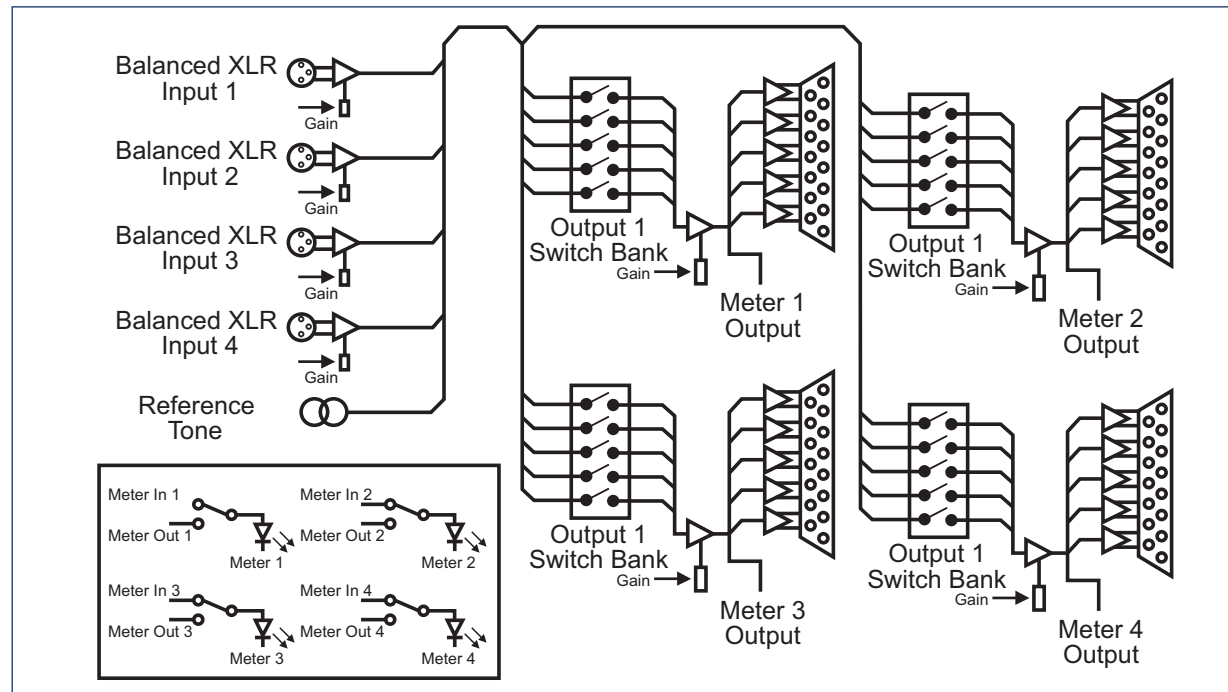 Balanced XLR
Input 1
Gain
Balanced XLR
Input 2
Gain
Balanced XLR
Input 3
Gain
Balanced XLR
Input 4
Gain
Reference
Tone
Output 1
Switch Bank
Gain
Meter 1
Output
Output 1
Switch Bank
Gain
Meter 2
Output
Output 1
Switch Bank
Gain
Meter 3
Output
Output 1
Switch Bank
Gain
Meter 4
Output
Meter In 1
Meter Out 1
Meter 1
Meter In 2
Meter Out 2
Meter 2
Meter In 3
Meter Out 3
Meter 3
Meter In 4
Meter Out 4
Meter 4